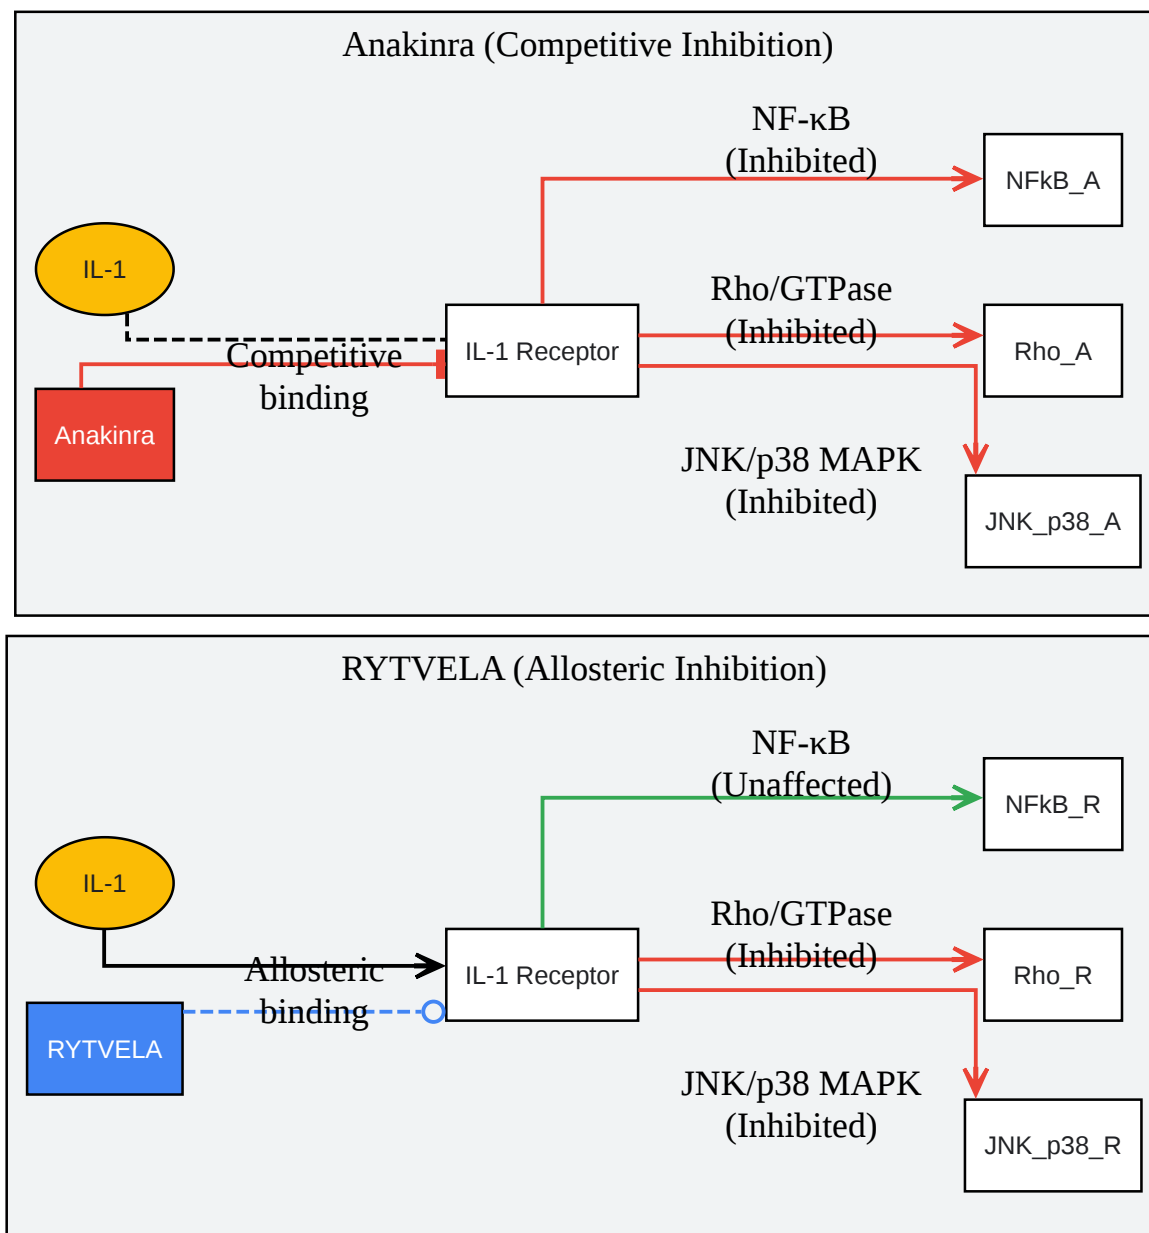 Anakinra (Competitive Inhibition)
NF-κB
(Inhibited)
NFkB_A
IL-1
Rho/GTPase
(Inhibited)
Competitive
binding
IL-1 Receptor
Rho_A
Anakinra
JNK/p38 MAPK
(Inhibited)
JNK_p38_A
RYTVELA (Allosteric Inhibition)
NF-κB
(Unaffected)
NFkB_R
IL-1
Rho/GTPase
(Inhibited)
Allosteric
binding
IL-1 Receptor
Rho_R
RYTVELA
JNK/p38 MAPK
(Inhibited)
JNK_p38_R